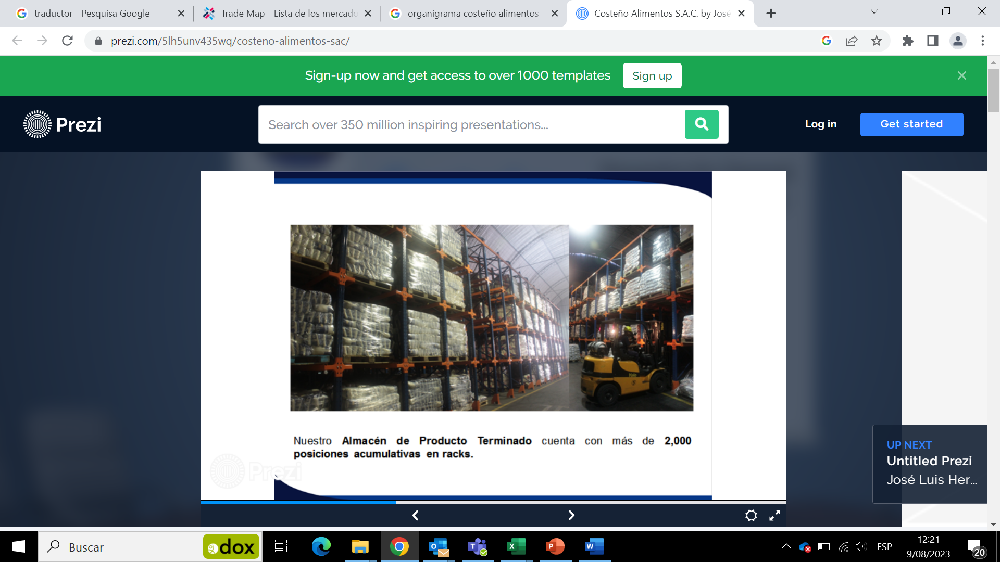 traductor - Pesquisa Google
Trade Map - Lista de los mercado
organigrama costeño alimentos -
Costeño Alimentos S.A.C. by José
prezi.com/5lh5unv435wq/costeno-alimentos-sac/
Sign-up now and get access to over 1000 templates
Sign up
Prezi
Search over 350 million inspiring presentations...
Log in
Get started
Yale
Nuestro Almacén de Producto Terminado cuenta con más de 2,000
posiciones acumulativas en racks.
Prezi
UP NEXT
Untitled Prezi
José Luis Her...
Buscar
dox
ESP
12:21
9/08/2023
20